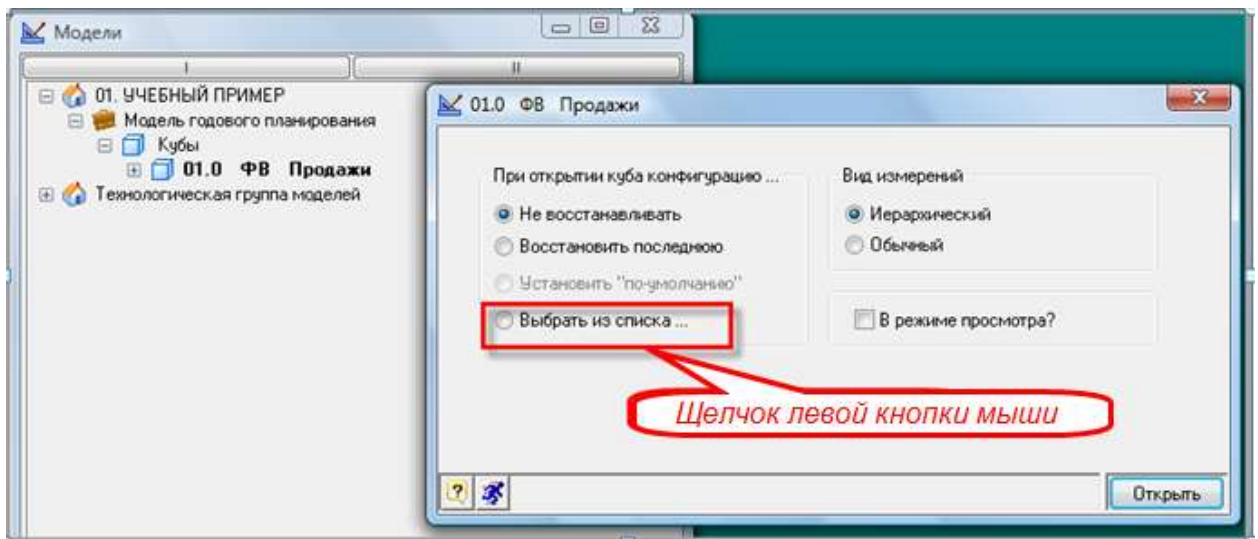 Модели
I
II
01. УЧЕБНЫЙ ПРИМЕР
Модель годового планирования
Кубы
01.0 ФВ Продажи
Технологическая группа моделей
01.0 ФВ Продажи
При открытии куба конфигурацию ...
Не восстанавливать
Восстановить последнюю
Установить "по-умолчанию"
Выбрать из списка ...
Вид измерений
Иерархический
Обычный
В режиме просмотра?
Щелчок левой кнопки мыши
?
Открыть